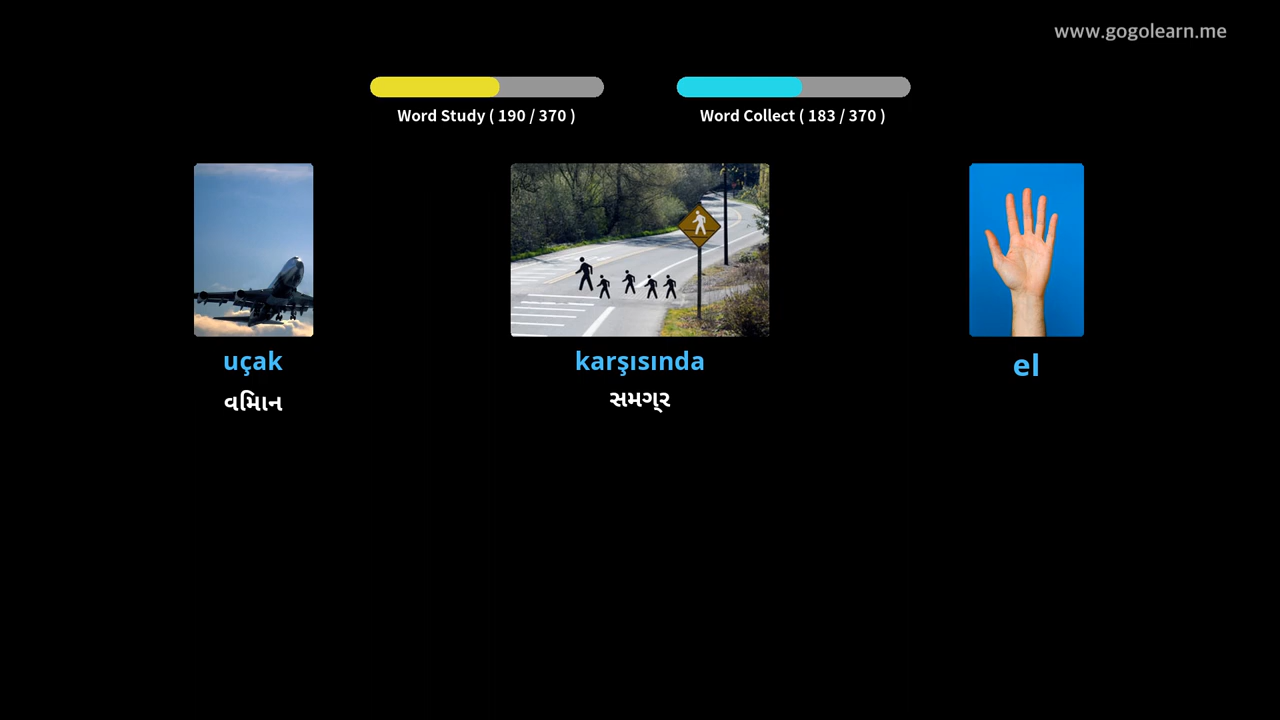 www.gogolearn.me
Word Study ( 190 / 370 )
Word Collect ( 183 / 370 )
uçak
karşısında
el
વિમાન
સમગ્ર